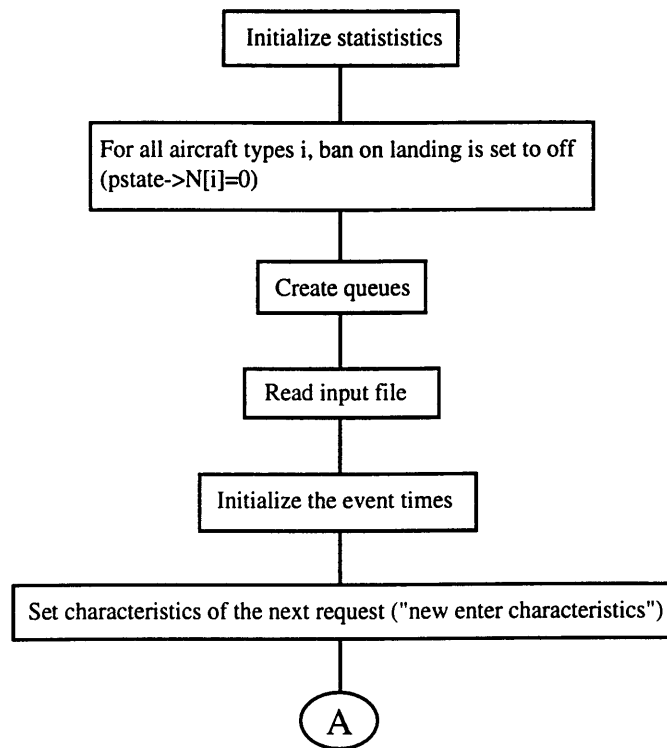 Initialize statististics
For all aircraft types i, ban on landing is set to off
(pstate->N[i]=0)
Create queues
Read input file
Initialize the event times
Set characteristics of the next request ("new enter characteristics")
A